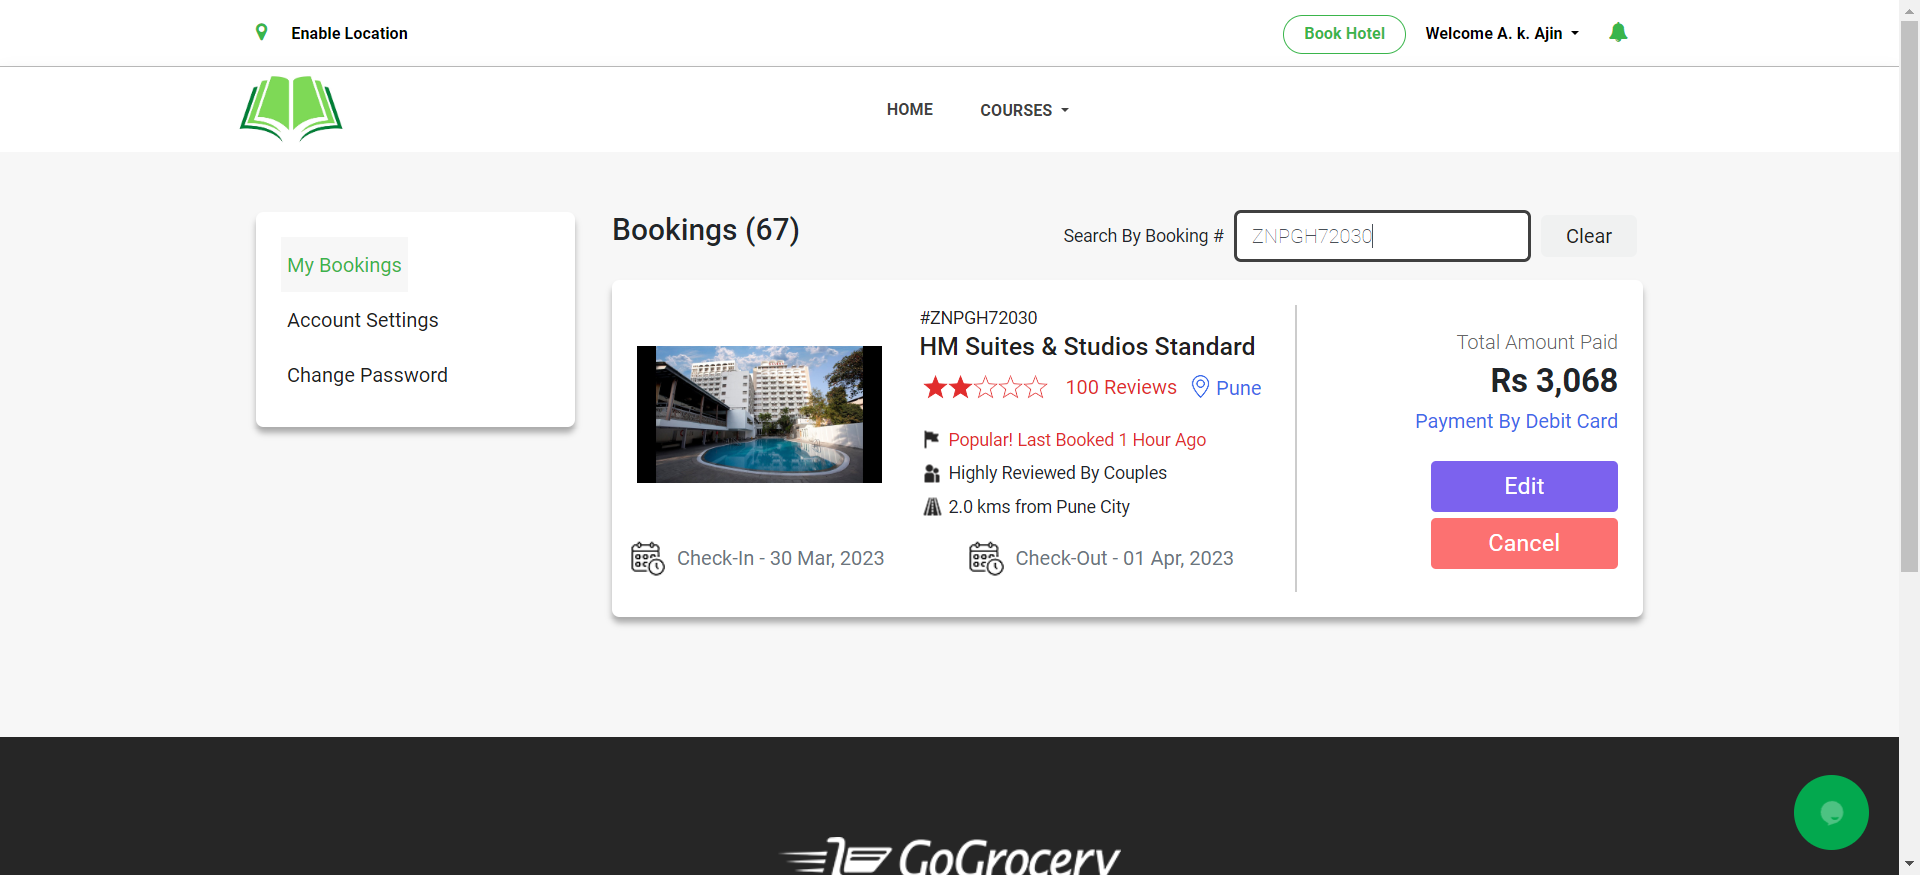 Enable Location
Book Hotel
Welcome A. k. Ajin
HOME
COURSES
My Bookings
Account Settings
Change Password
Bookings (67)
Search By Booking #
ZNPGH72030
Clear
#ZNPGH72030
HM Suites & Studios Standard
100 Reviews
Pune
Popular! Last Booked 1 Hour Ago
Highly Reviewed By Couples
2.0 kms from Pune City
Check-In - 30 Mar, 2023
Check-Out - 01 Apr, 2023
Total Amount Paid
Rs 3,068
Payment By Debit Card
Edit
Cancel
GoGrocery